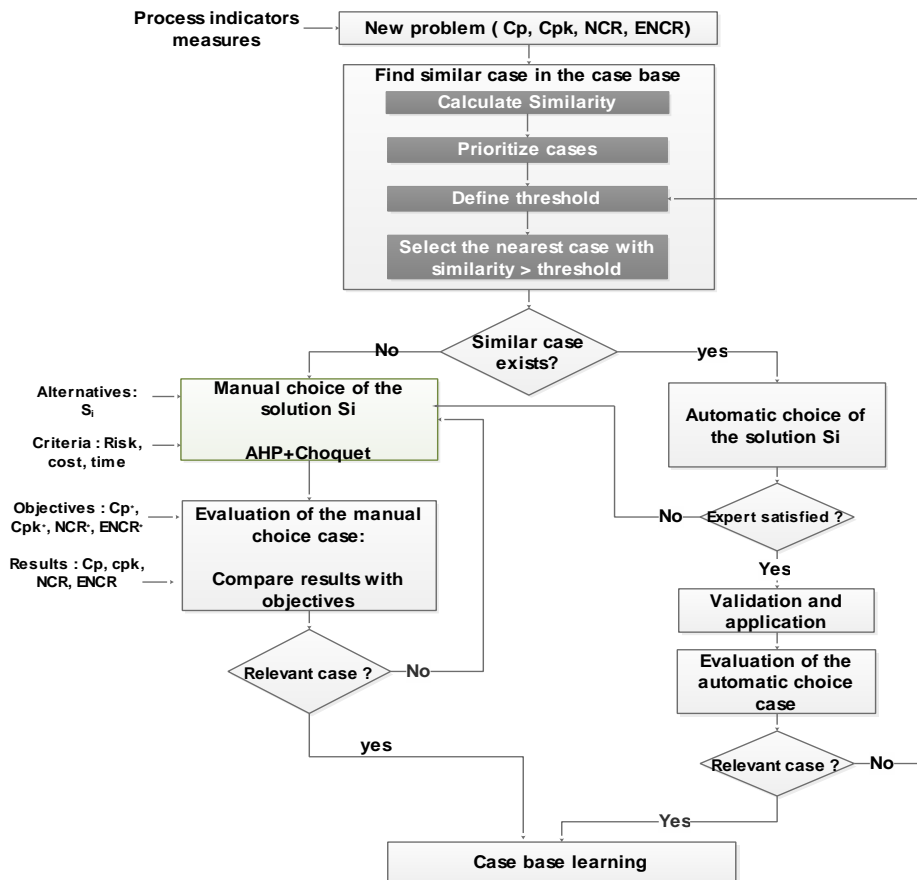 Process indicators
measures
New problem ( Cp, Cpk, NCR, ENCR)
Find similar case in the case base
Calculate Similarity
Prioritize cases
Define threshold
Select the nearest case with
similarity > threshold
Similar case
exists?
No
yes
Alternatives:
Si
Criteria : Risk,
cost, time
Manual choice of the
solution Si
AHP+Choquet
Automatic choice of
the solution Si
Objectives : Cp*,
Cpk*, NCR*, ENCR*
Results : Cp, cpk,
NCR, ENCR
Evaluation of the manual
choice case:
Compare results with
objectives
No
Expert satisfied ?
Yes
Validation and
application
Evaluation of the
automatic choice
case
Relevant case ?
No
yes
Relevant case ?
No
Yes
Case base learning